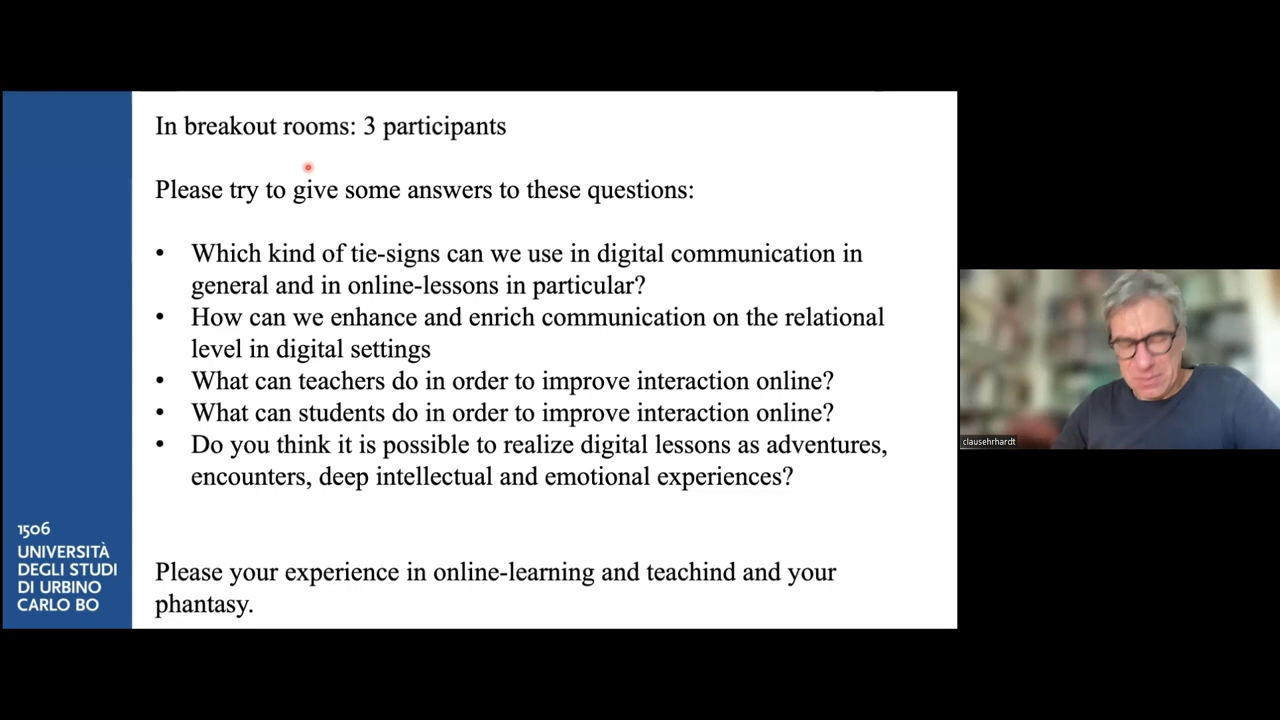 In breakout rooms: 3 participants
Please try to give some answers to these questions:
• Which kind of tie-signs can we use in digital communication in
general and in online-lessons in particular?
• How can we enhance and enrich communication on the relational
level in digital settings
• What can teachers do in order to improve interaction online?
• What can students do in order to improve interaction online?
• Do you think it is possible to realize digital lessons as adventures,
encounters, deep intellectual and emotional experiences?
Please your experience in online-learning and teachind and your
phantasy.
1506
UNIVERSITÀ
DEGLI STUDI
DI URBINO
CARLO BO
clausehrhardt